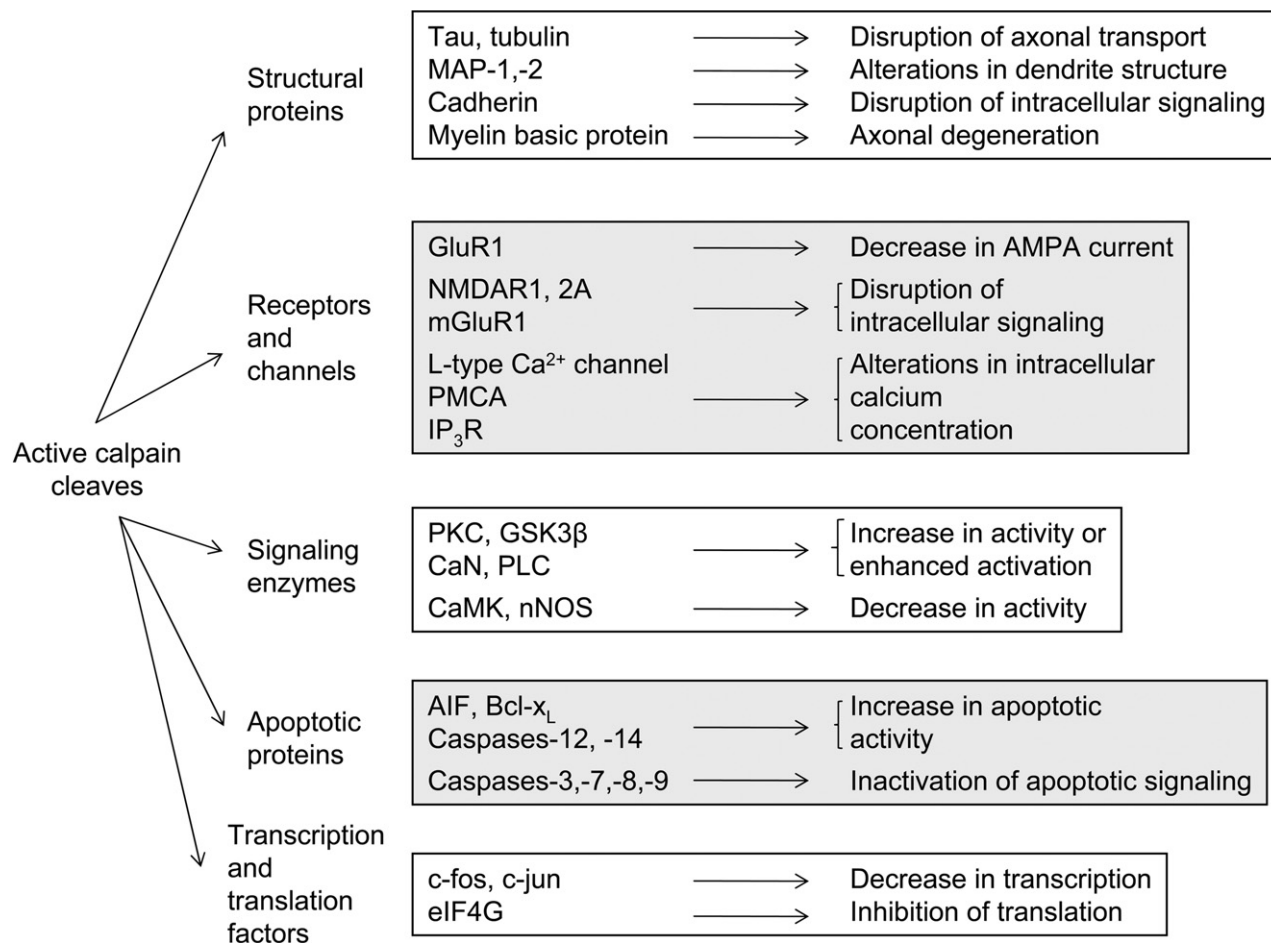 Active calpain
cleaves
Structural
proteins
Tau, tubulin Disruption of axonal transport
MAP-1,-2 Alterations in dendrite structure
Cadherin Disruption of intracellular signaling
Myelin basic protein Axonal degeneration
Receptors
and
channels
GluR1 Decrease in AMPA current
NMDAR1, 2A Disruption of
mGluR1 intracellular signaling
L-type Ca²⁺ channel Alterations in intracellular
PMCA calcium
IP₃R concentration
Signaling
enzymes
PKC, GSK3β Increase in activity or
CaN, PLC enhanced activation
CaMK, nNOS Decrease in activity
Apoptotic
proteins
AIF, Bcl-x<sub>L</sub> Increase in apoptotic
Caspases-12, -14 activity
Caspases-3,-7,-8,-9 Inactivation of apoptotic signaling
Transcription
and
translation
factors
c-fos, c-jun Decrease in transcription
eIF4G Inhibition of translation